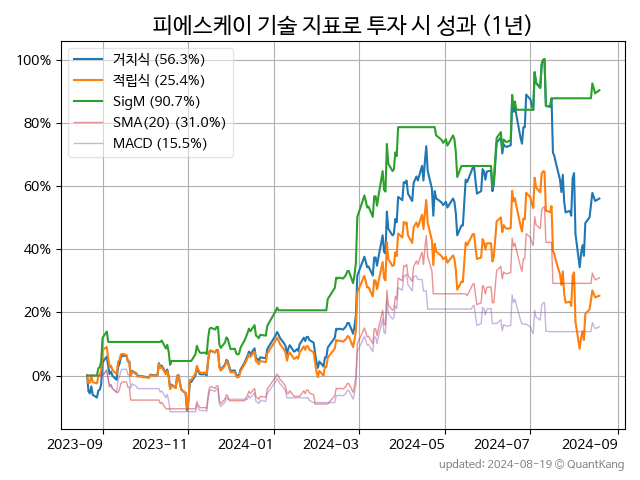 피에스케이 기술 지표로 투자 시 성과 (1년)
거치식 (56.3%)
적립식 (25.4%)
SigM (90.7%)
SMA(20) (31.0%)
MACD (15.5%)
100%
80%
60%
40%
20%
0%
2023-09 2023-11 2024-01 2024-03 2024-05 2024-07 2024-09
updated: 2024-08-19 © QuantKang